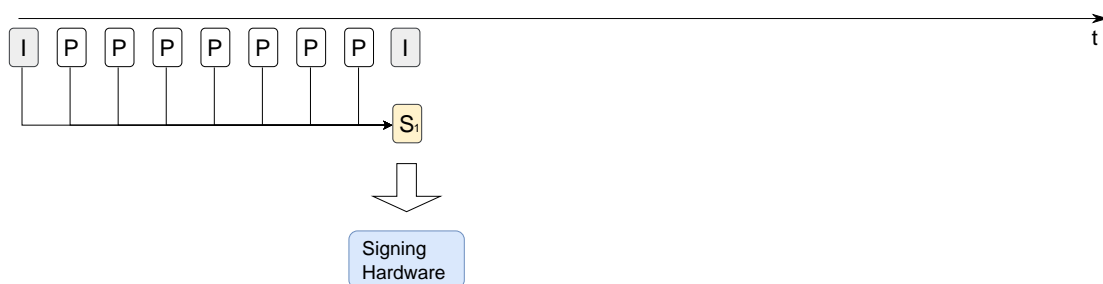 t
I P P P P P P P I
S₁
Signing
Hardware